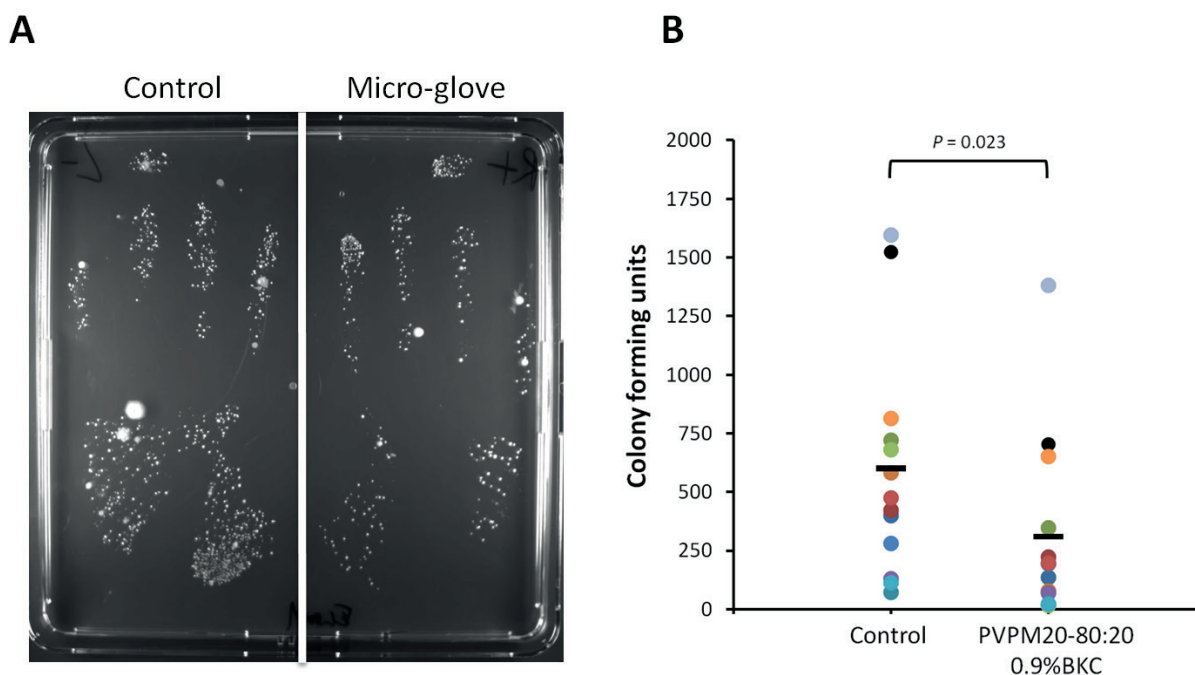 A
Control
Micro-glove
B
2000
1750
1500
1250
1000
750
500
250
0
Colony forming units
P = 0.023
Control
PVPM20-80:20
0.9%BKC